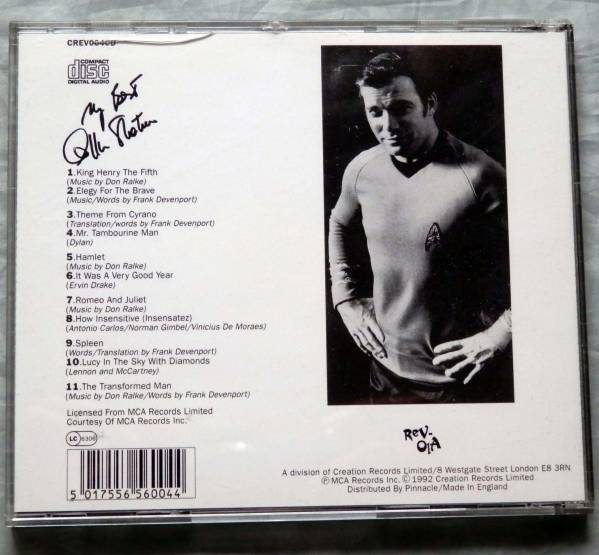 CREV004CD
COMPACT
disc
DIGITAL AUDIO
My Best
William Shatner
1.King Henry The Fifth
(Music by Don Ralke)
2.Elegy For The Brave
(Music/Words by Frank Devenport)
3.Theme From Cyrano
(Translation/words by Frank Devenport)
4.Mr. Tambourine Man
(Dylan)
5.Hamlet
(Music by Don Ralke)
6.It Was A Very Good Year
(Ervin Drake)
7.Romeo And Juliet
(Music by Don Ralke)
8.How Insensitive (Insensatez)
(Antonio Carlos/Norman Gimbel/Vinicius De Moraes)
9.Spleen
(Words/Translation by Frank Devenport)
10.Lucy In The Sky With Diamonds
(Lennon and McCartney)
11.The Transformed Man
(Music by Don Ralke/Words by Frank Devenport)
Licensed From MCA Records Limited
Courtesy Of MCA Records Inc.
LC 6306
5 017556 560044
ReV-
OlA
A division of Creation Records Limited/8 Westgate Street London E8 3RN
Ⓟ MCA Records Inc. © 1992 Creation Records Limited
Distributed By Pinnacle/Made In England